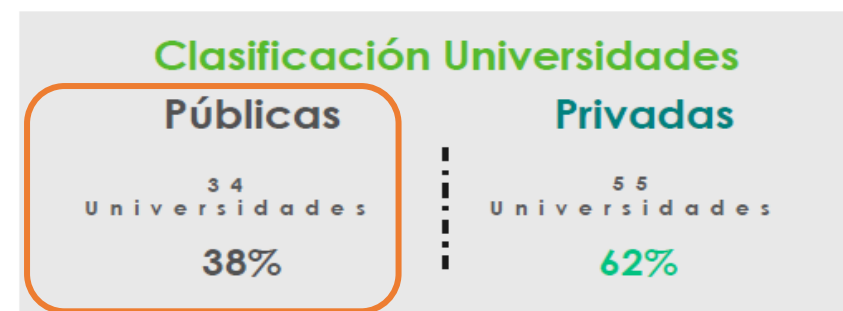 Clasificación Universidades
Públicas
34
Universidades
38%
Privadas
55
Universidades
62%